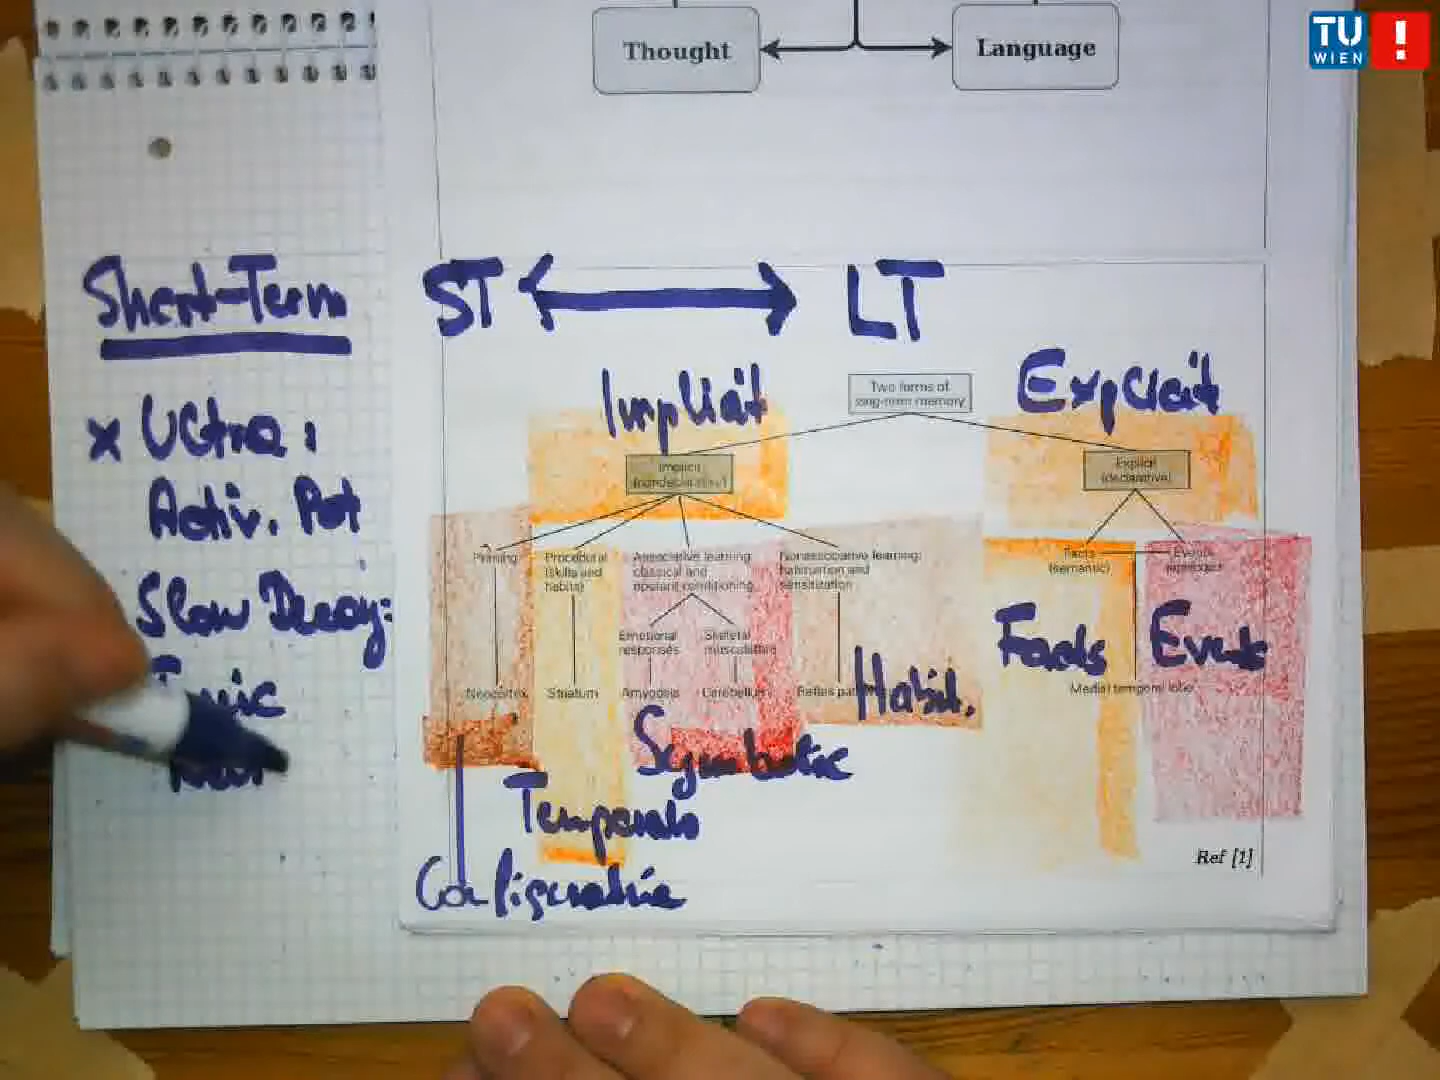 Thought
Language
TU
WIEN
!
Short-Term
ST
LT
x Ultra:
Activ. Pot
Slow Decay:
Implicit
Explicit
Two forms of
long-term memory
Implicit
(nondeclarative)
Explicit
(declarative)
Priming
Procedural
(skills and
habits)
Associative learning:
classical and
operant conditioning
Nonassociative learning:
habituation and
sensitization
Facts
(semantic)
Events
(episodic)
Emotional
responses
Skeletal
musculature
Neocortex
Striatum
Amygdala
Cerebellum
Reflex
Medial temporal lobe
Habit.
Facts
Events
Symbolic
Configuration
Ref [1]